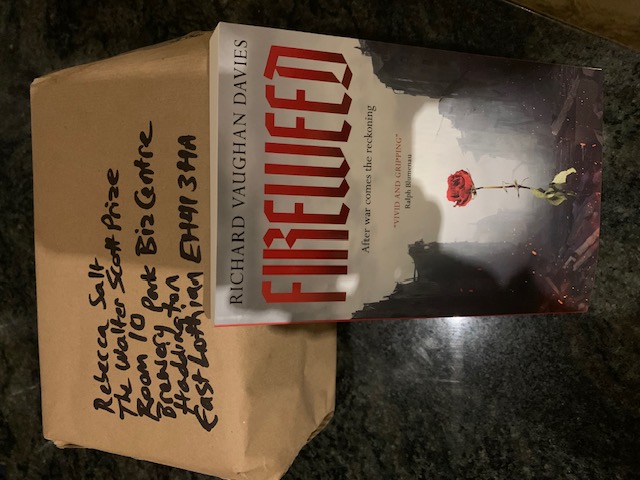 RICHARD VAUGHAN DAVIES
FIREWEED
After war comes the reckoning
"VIVID AND GRIPPING"
Ralph Blumenau
Rebecca Salt
The Walter Scott Prize
Room 10
Brewery Park Biz Centre
Haddington
East Lothian EH41 3HA